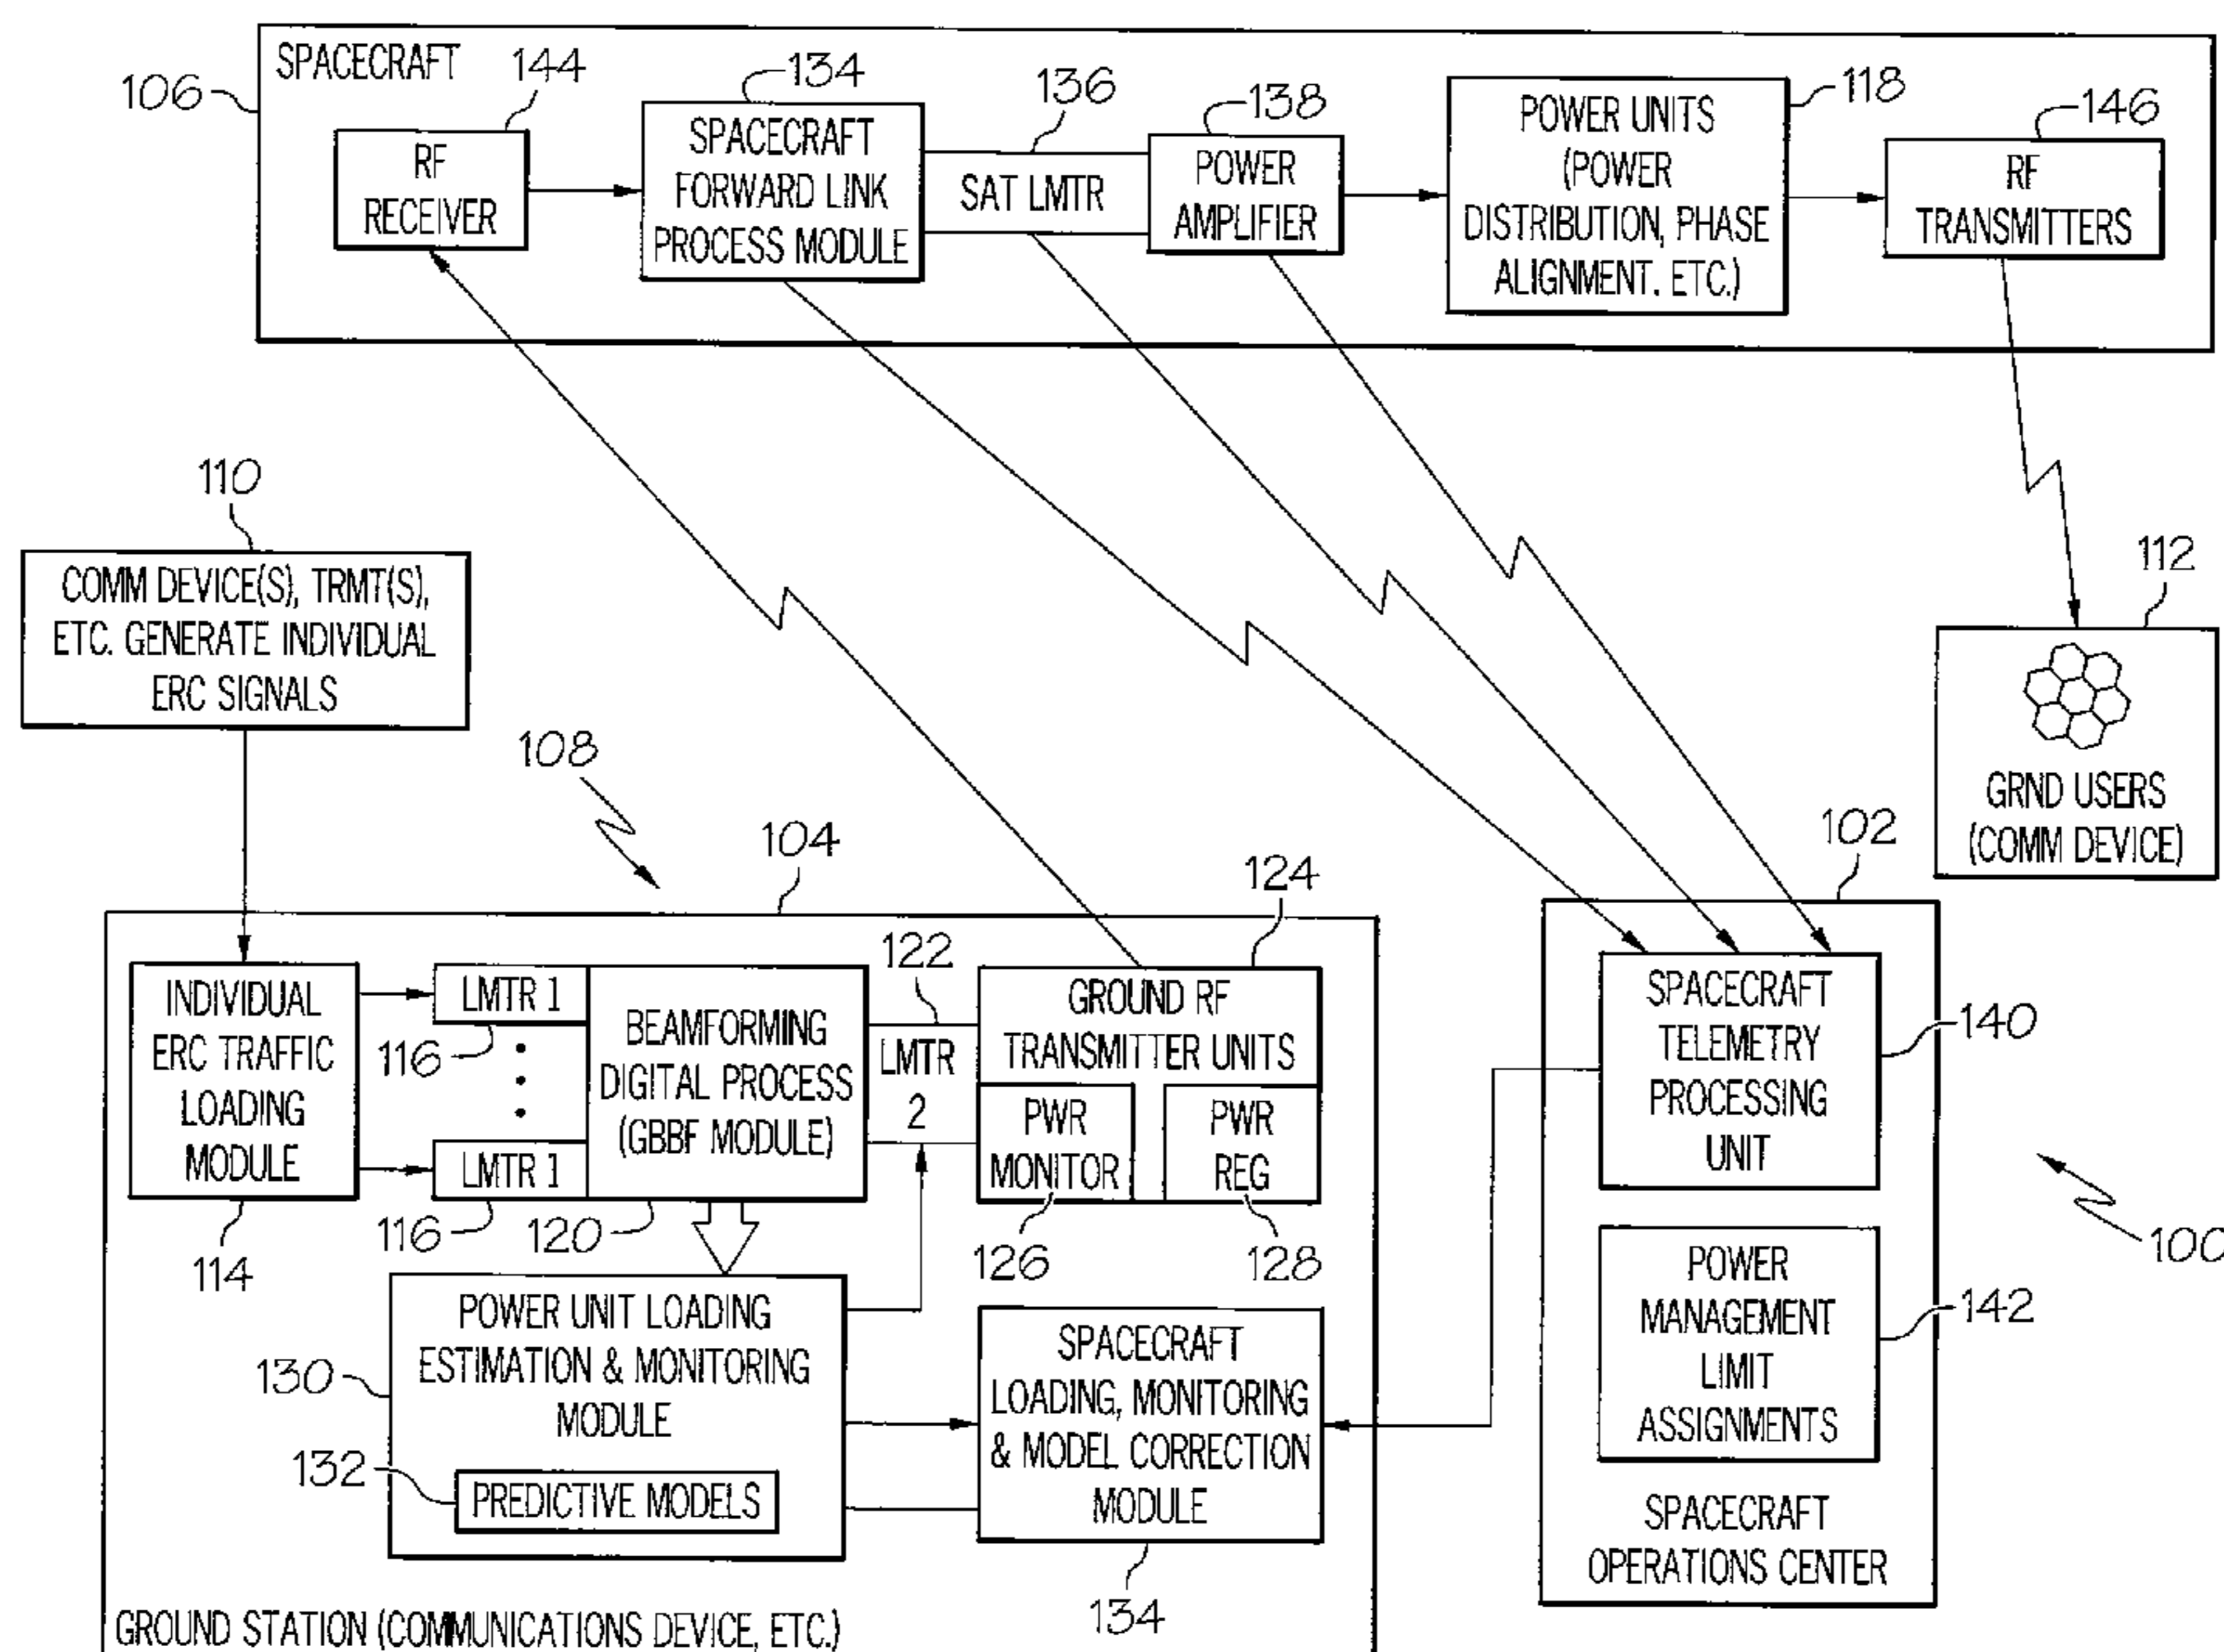 SPACECRAFT
106
144
134
136
138
118
146
RF
RECEIVER
SPACECRAFT
FORWARD LINK
PROCESS MODULE
SAT LMTR
POWER
AMPLIFIER
POWER UNITS
(POWER
DISTRIBUTION, PHASE
ALIGNMENT. ETC.)
RF
TRANSMITTERS
110
COMM DEVICE(S), TRMT(S),
ETC. GENERATE INDIVIDUAL
ERC SIGNALS
112
GRND USERS
(COMM DEVICE)
108
104
102
124
122
INDIVIDUAL
ERC TRAFFIC
LOADING
MODULE
114
LMTR 1
116
LMTR 1
116
BEAMFORMING
DIGITAL PROCESS
(GBBF MODULE)
120
LMTR
2
GROUND RF
TRANSMITTER UNITS
PWR
MONITOR
126
PWR
REG
128
SPACECRAFT
TELEMETRY
PROCESSING
UNIT
140
100
POWER
MANAGEMENT
LIMIT
ASSIGNMENTS
142
SPACECRAFT
OPERATIONS CENTER
130
POWER UNIT LOADING
ESTIMATION & MONITORING
MODULE
132
PREDICTIVE MODELS
SPACECRAFT
LOADING, MONITORING
& MODEL CORRECTION
MODULE
134
GROUND STATION (COMMUNICATIONS DEVICE, ETC.)